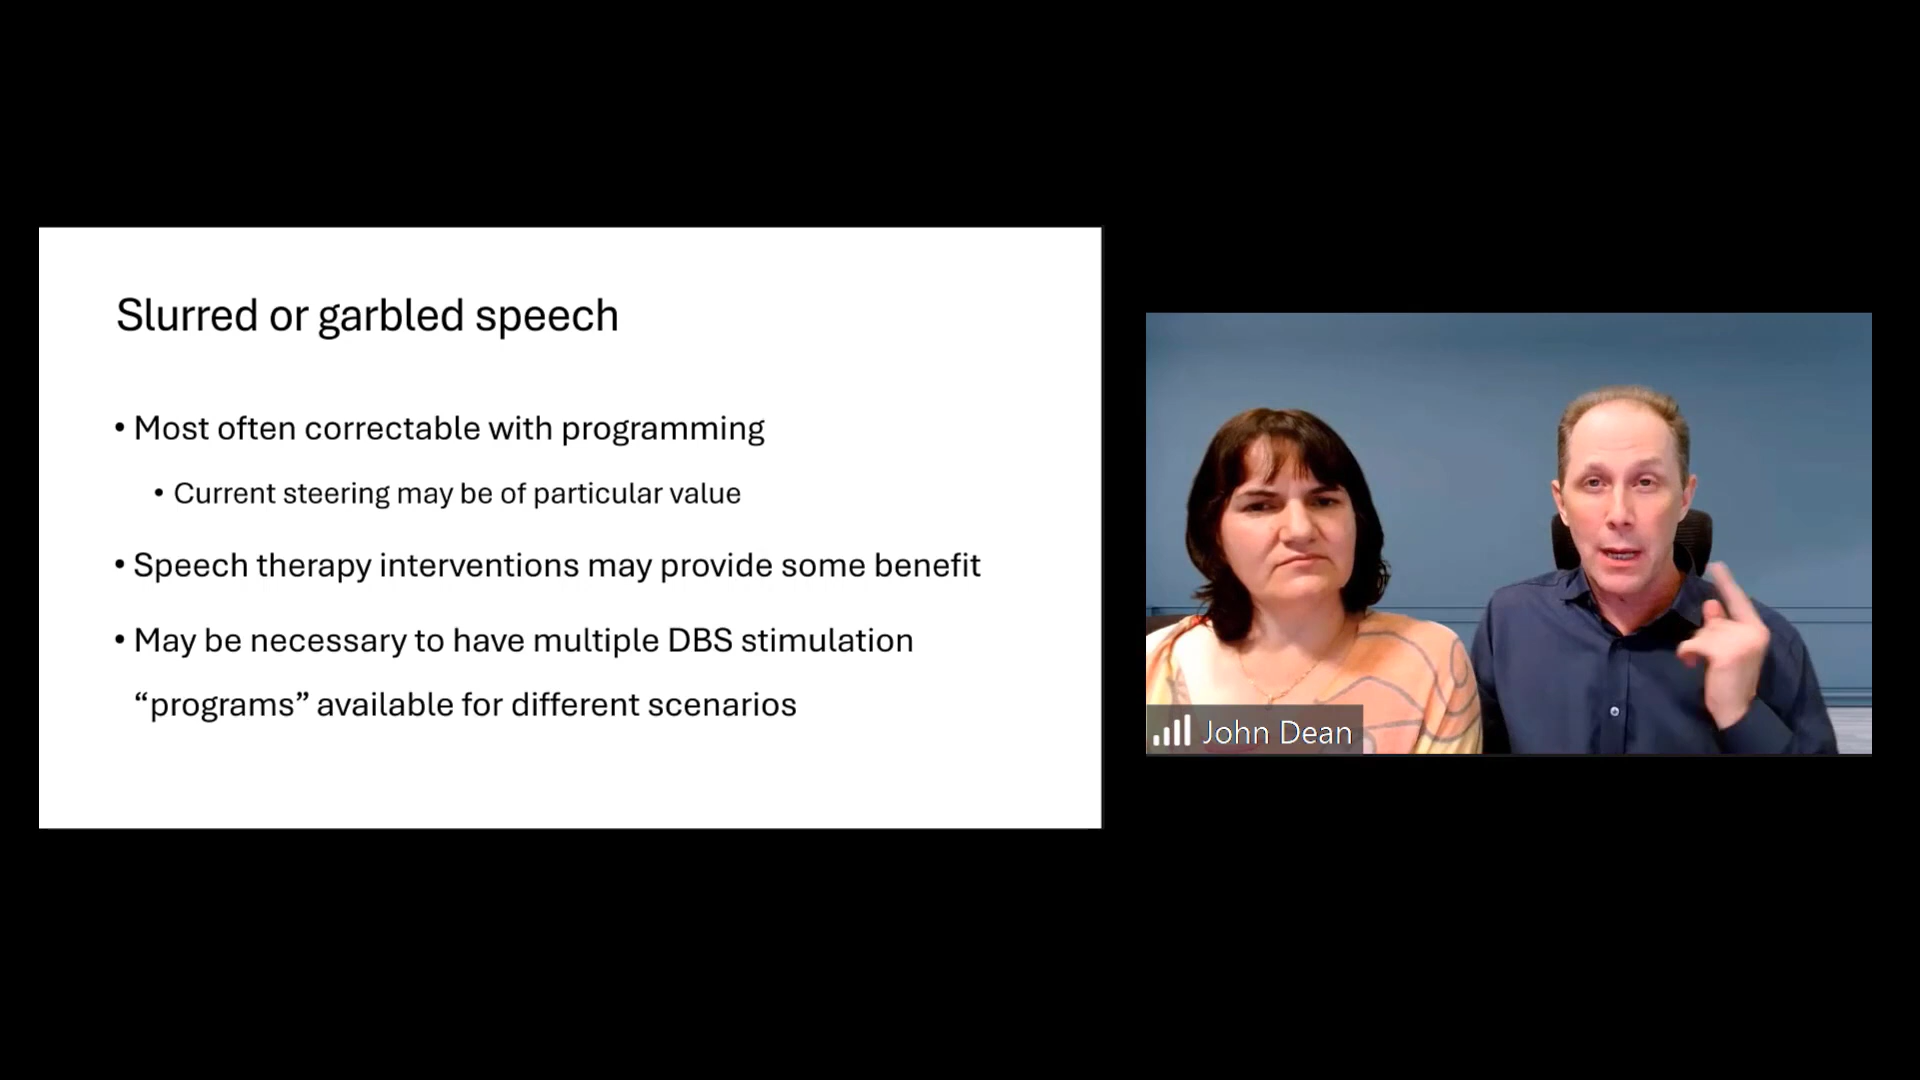 Slurred or garbled speech
• Most often correctable with programming
• Current steering may be of particular value
• Speech therapy interventions may provide some benefit
• May be necessary to have multiple DBS stimulation
“programs” available for different scenarios
John Dean